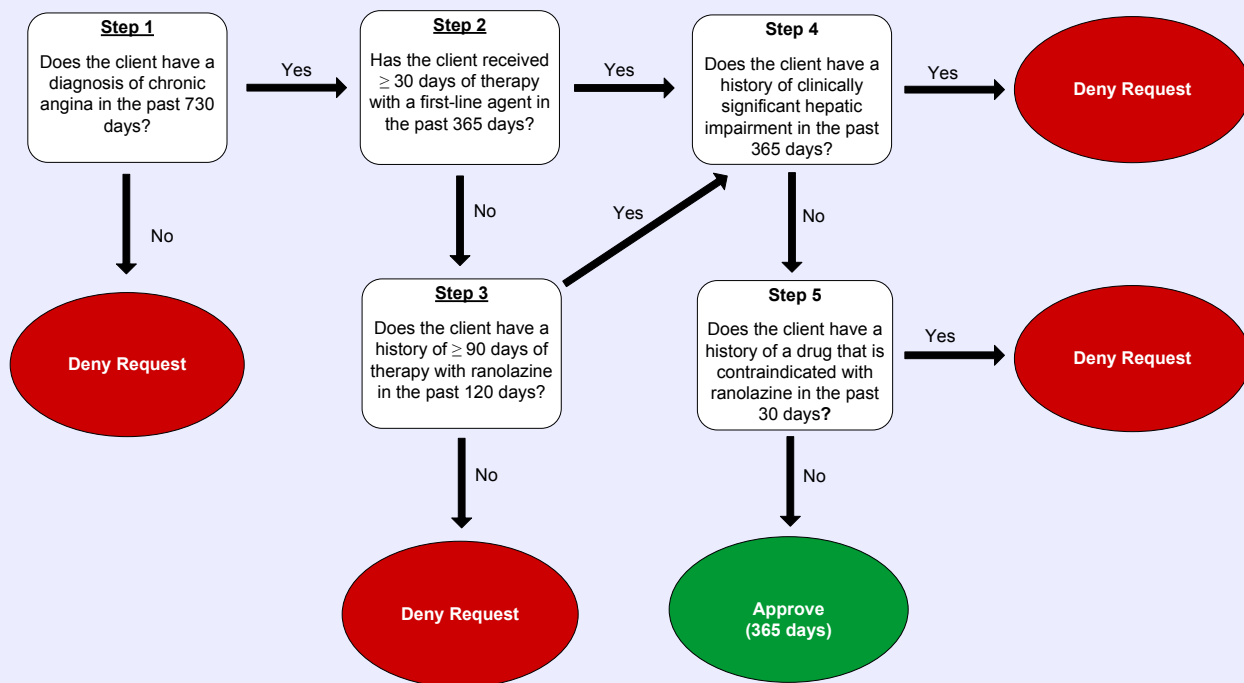 Step 1
Does the client have a
diagnosis of chronic
angina in the past 730
days?
Yes
No
Deny Request
Step 2
Has the client received
≥ 30 days of therapy
with a first-line agent in
the past 365 days?
Yes
No
Step 3
Does the client have a
history of ≥ 90 days of
therapy with ranolazine
in the past 120 days?
Yes
No
Deny Request
Step 4
Does the client have a
history of clinically
significant hepatic
impairment in the past
365 days?
Yes
Deny Request
No
Step 5
Does the client have a
history of a drug that is
contraindicated with
ranolazine in the past
30 days?
Yes
Deny Request
No
Approve
(365 days)